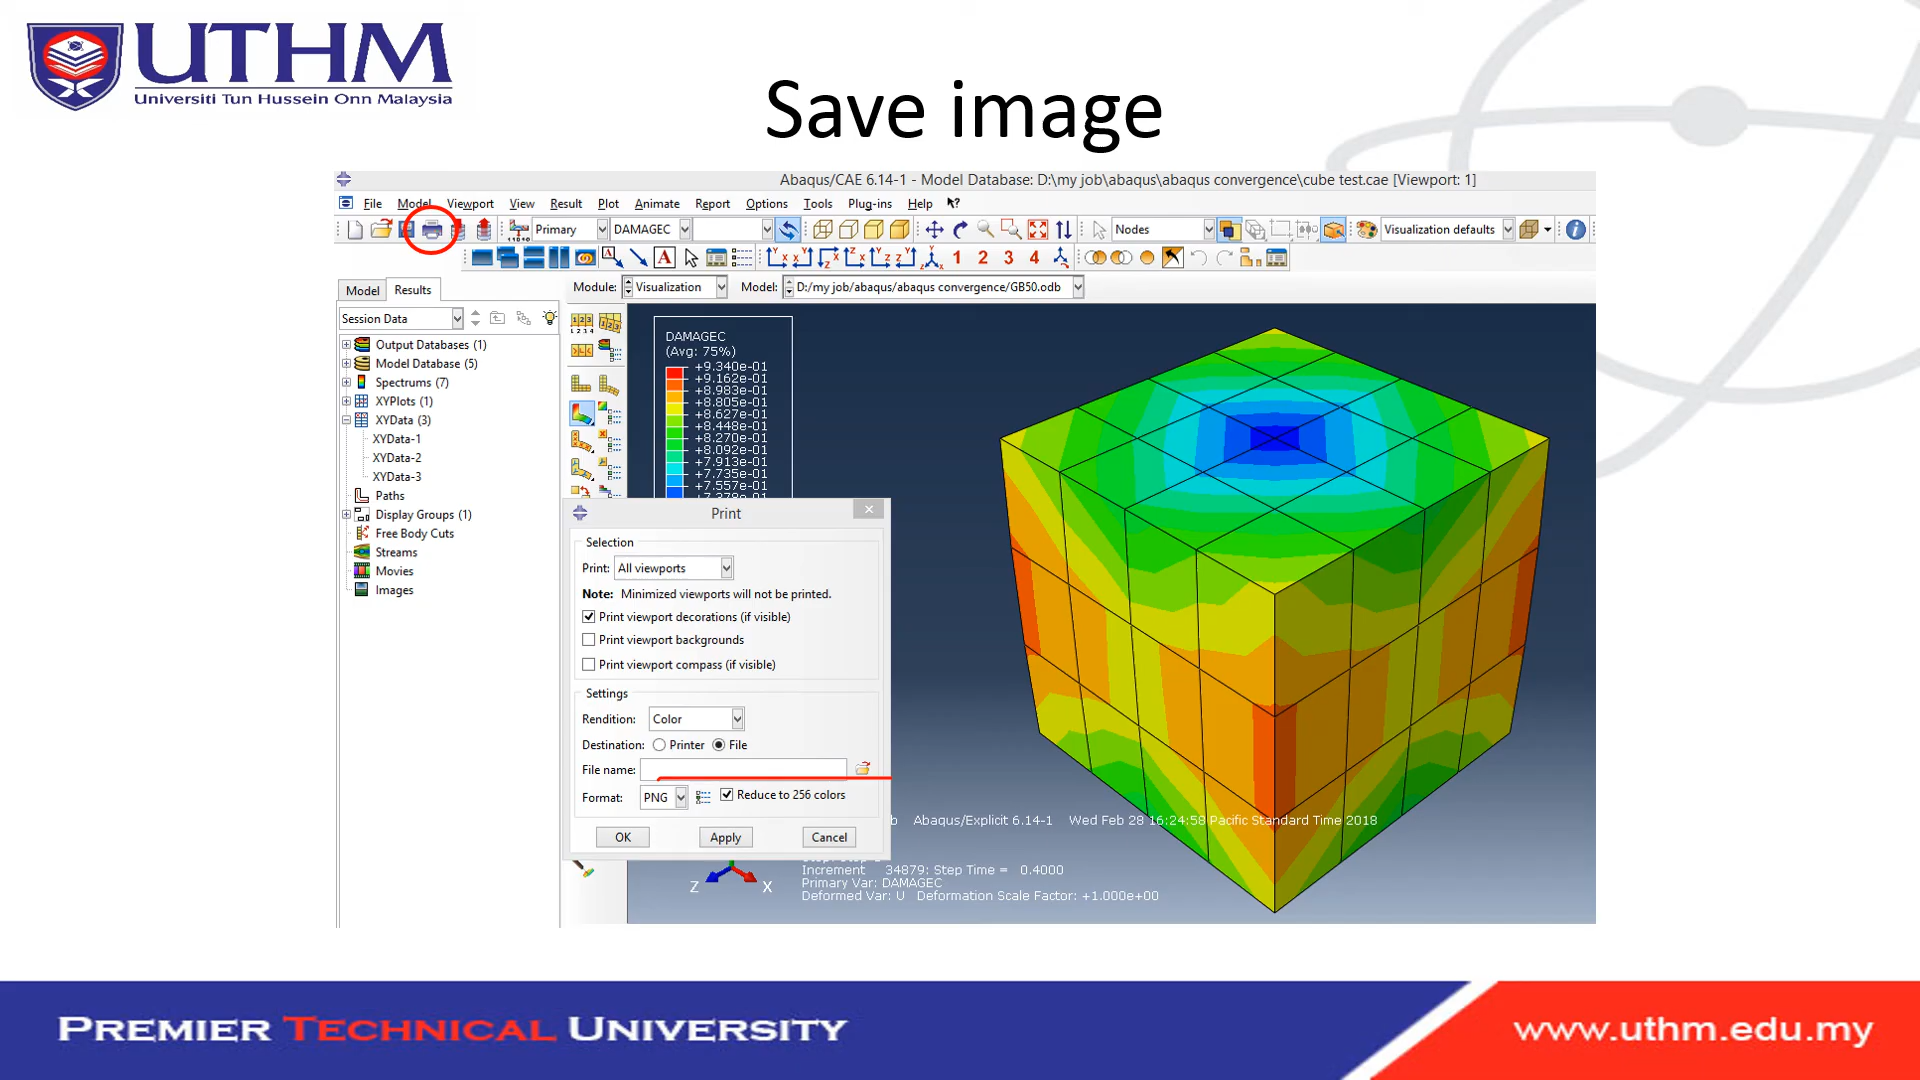 UTHM
Universiti Tun Hussein Onn Malaysia
Save image
Abaqus/CAE 6.14-1 - Model Database: D:\my job\abaqus\abaqus convergence\cube test.cae [Viewport: 1]
File Model Viewport View Result Plot Animate Report Options Tools Plug-ins Help
Primary DAMAGEC Nodes Visualization defaults
1 2 3 4
Model Results
Module: Visualization Model: D:/my job/abaqus/abaqus convergence/GB50.odb
Session Data
Output Databases (1)
Model Database (5)
Spectrums (7)
XYPlots (1)
XYData (3)
XYData-1
XYData-2
XYData-3
Paths
Display Groups (1)
Free Body Cuts
Streams
Movies
Images
DAMAGEC
(Avg: 75%)
+9.340e-01
+9.162e-01
+8.983e-01
+8.805e-01
+8.627e-01
+8.448e-01
+8.270e-01
+8.092e-01
+7.913e-01
+7.735e-01
+7.557e-01
Print
Selection
Print: All viewports
Note: Minimized viewports will not be printed.
Print viewport decorations (if visible)
Print viewport backgrounds
Print viewport compass (if visible)
Settings
Rendition: Color
Destination: Printer File
File name:
Format: PNG Reduce to 256 colors
OK Apply Cancel
b Abaqus/Explicit 6.14-1 Wed Feb 28 16:24:58 Pacific Standard Time 2018
Increment 34879: Step Time = 0.4000
Primary Var: DAMAGEC
Deformed Var: U Deformation Scale Factor: +1.000e+00
Z X
PREMIER TECHNICAL UNIVERSITY
www.uthm.edu.my